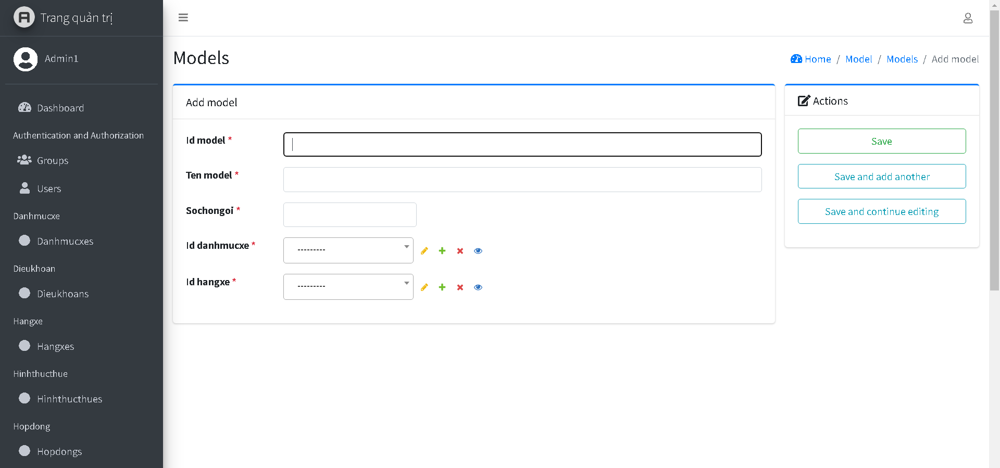 Trang quản trị
Admin1
Dashboard
Authentication and Authorization
Groups
Users
Danhmucxe
Danhmucxes
Dieukhoan
Dieukhoans
Hangxe
Hangxes
Hinhthucthue
Hinhthucthues
Hopdong
Hopdongs
Models
Home / Model / Models / Add model
Add model
Id model *
Ten model *
Sochongoi *
Id danhmucxe *
---------
Id hangxe *
---------
Actions
Save
Save and add another
Save and continue editing